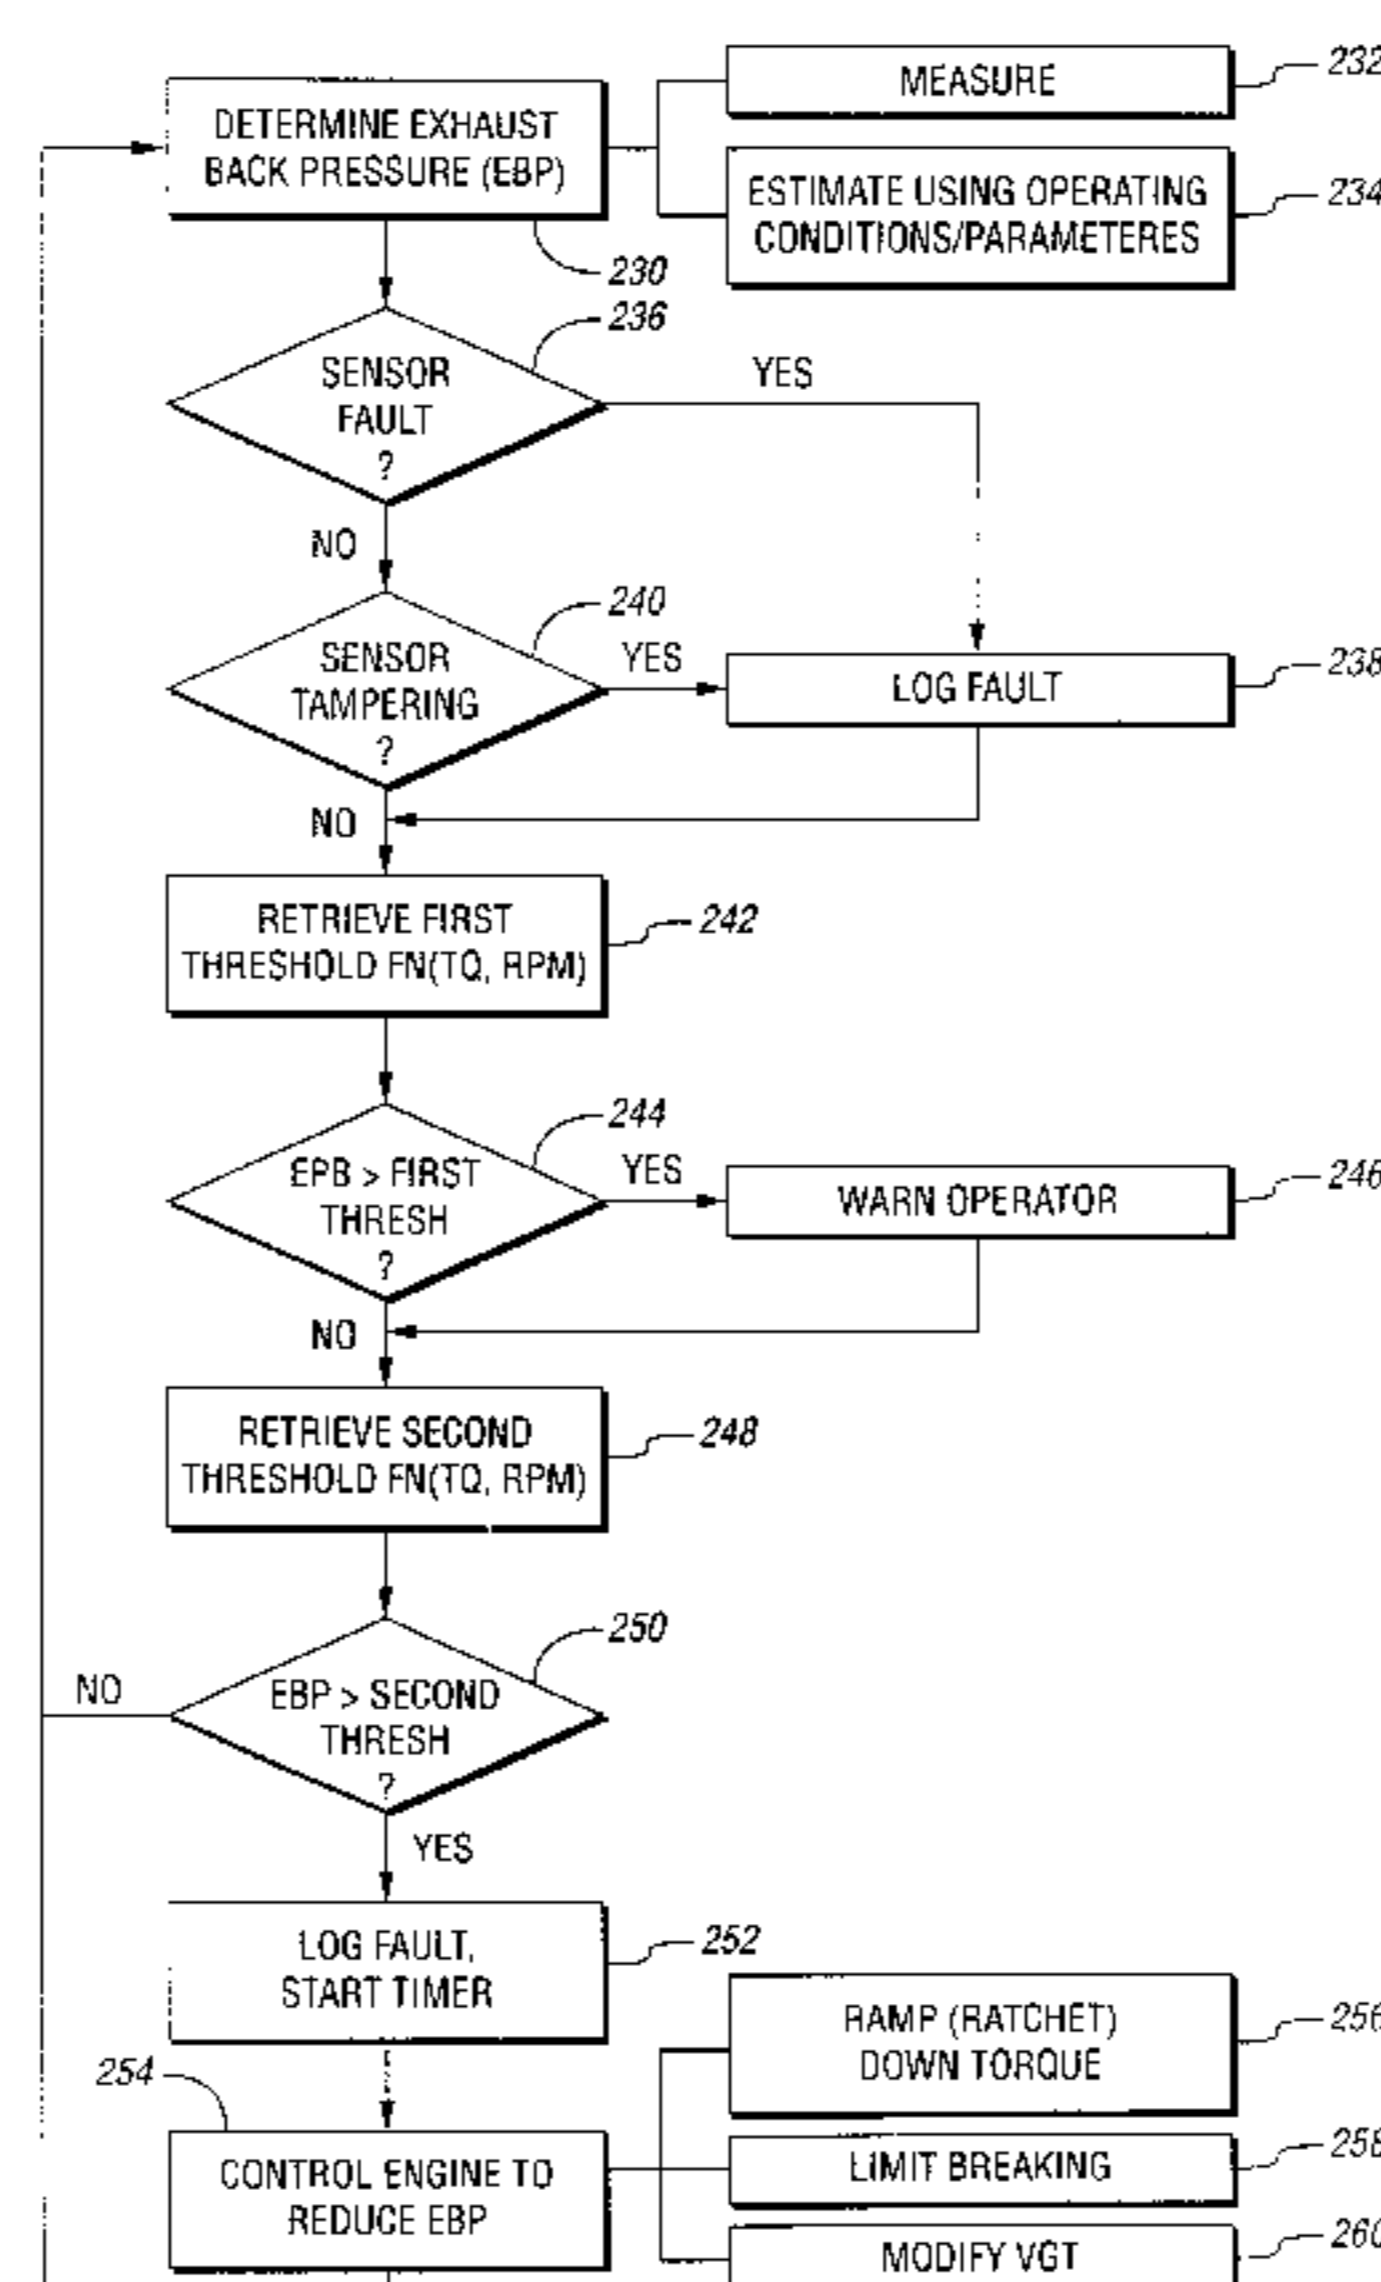 MEASURE
232
DETERMINE EXHAUST
BACK PRESSURE (EBP)
ESTIMATE USING OPERATING
CONDITIONS/PARAMETERES
234
230
236
SENSOR
FAULT
?
YES
NO
240
SENSOR
TAMPERING
?
YES
LOG FAULT
238
NO
RETRIEVE FIRST
THRESHOLD FN(TQ, RPM)
242
244
EPB > FIRST
THRESH
?
YES
WARN OPERATOR
246
NO
RETRIEVE SECOND
THRESHOLD FN(TQ, RPM)
248
250
EBP > SECOND
THRESH
?
NO
YES
LOG FAULT,
START TIMER
252
RAMP (RATCHET)
DOWN TORQUE
256
254
CONTROL ENGINE TO
REDUCE EBP
LIMIT BREAKING
258
MODIFY VGT
260